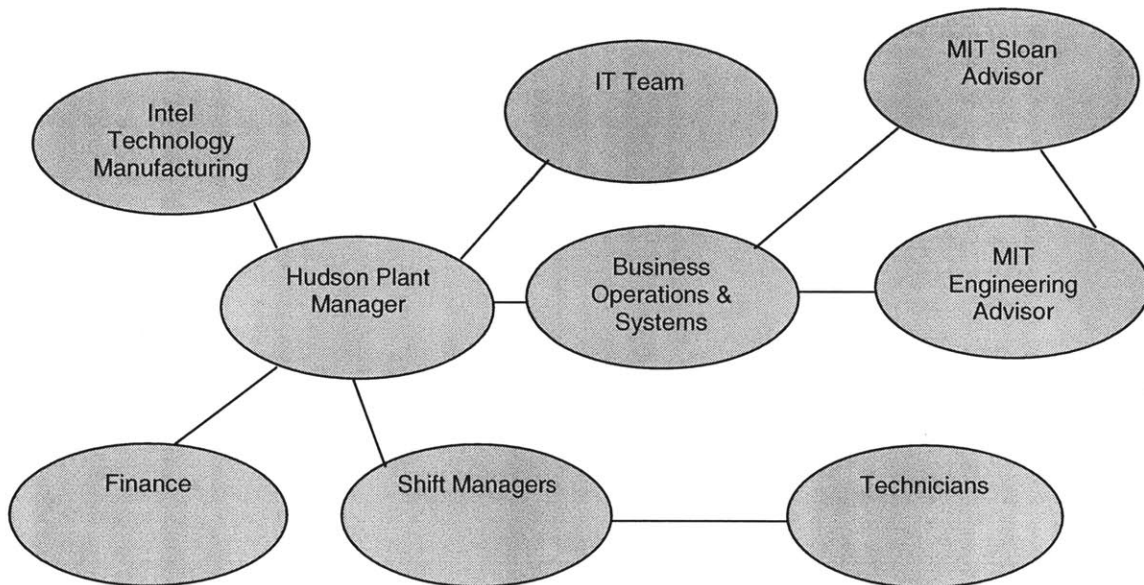 Intel
Technology
Manufacturing
IT Team
MIT Sloan
Advisor
Hudson Plant
Manager
Business
Operations &
Systems
MIT
Engineering
Advisor
Finance
Shift Managers
Technicians